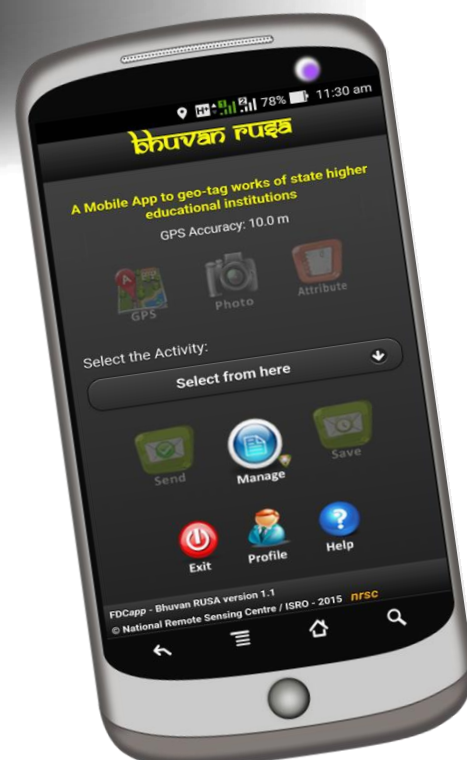 H+ 1 2 78% 11:30 am
bhuvan rusa
A Mobile App to geo-tag works of state higher
educational institutions
GPS Accuracy: 10.0 m
A
GPS Photo Attribute
Select the Activity:
Select from here
Send Manage Save
Exit Profile Help
FDCapp - Bhuvan RUSA version 1.1
© National Remote Sensing Centre / ISRO - 2015 nrsc